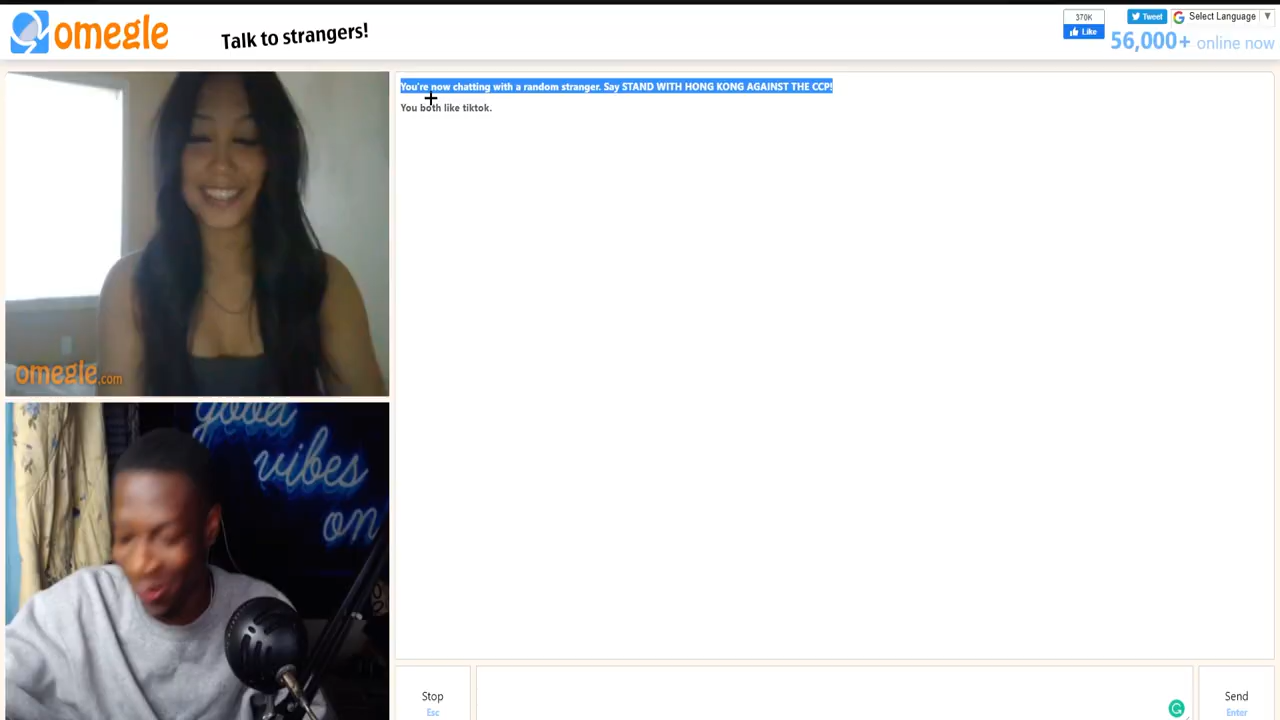 omegle
Talk to strangers!
370K
Like
Tweet
G Select Language ▼
56,000+ online now
You're now chatting with a random stranger. Say STAND WITH HONG KONG AGAINST THE CCP!
You both like tiktok.
omegle.com
good
vibes
on
Stop
Esc
Send
Enter